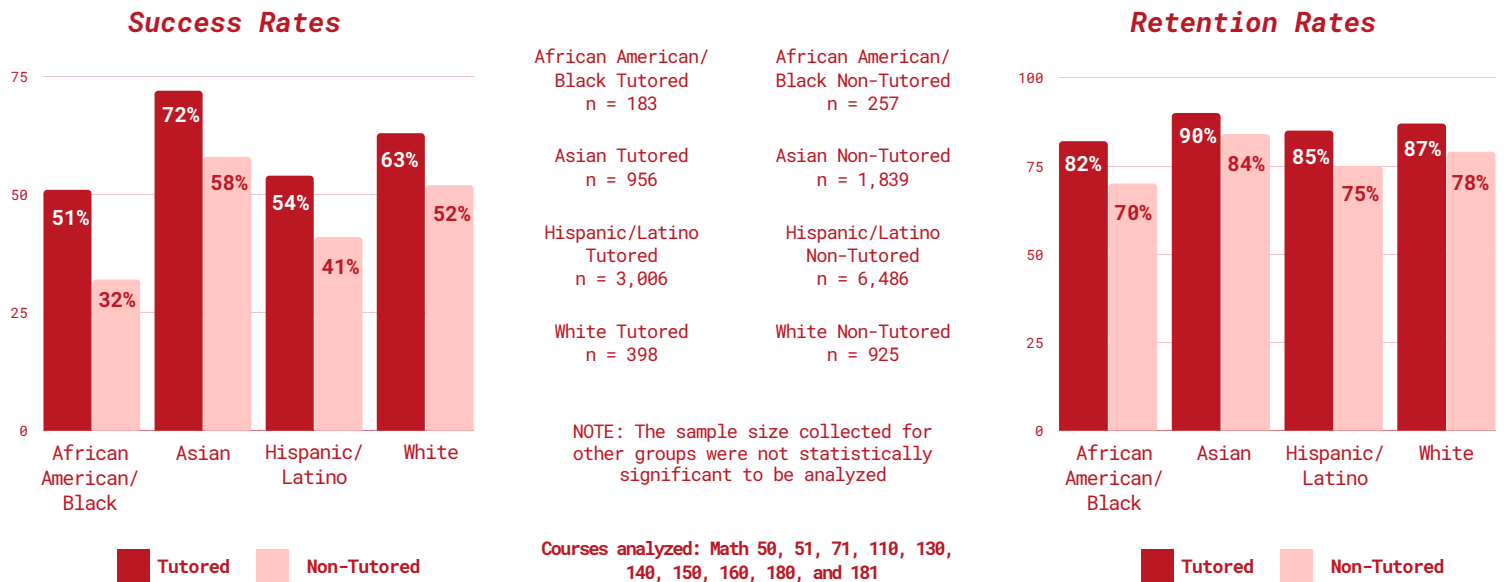 Success Rates
75
50
25
0
72%
63%
58%
51%
54%
52%
41%
32%
African
American/
Black
Asian
Hispanic/
Latino
White
Tutored
Non-Tutored
African American/
Black Tutored
n = 183
African American/
Black Non-Tutored
n = 257
Asian Tutored
n = 956
Asian Non-Tutored
n = 1,839
Hispanic/Latino
Tutored
n = 3,006
Hispanic/Latino
Non-Tutored
n = 6,486
White Tutored
n = 398
White Non-Tutored
n = 925
NOTE: The sample size collected for
other groups were not statistically
significant to be analyzed
Courses analyzed: Math 50, 51, 71, 110, 130,
140, 150, 160, 180, and 181
Retention Rates
100
75
50
25
0
82%
70%
90%
84%
85%
75%
87%
78%
African
American/
Black
Asian
Hispanic/
Latino
White
Tutored
Non-Tutored